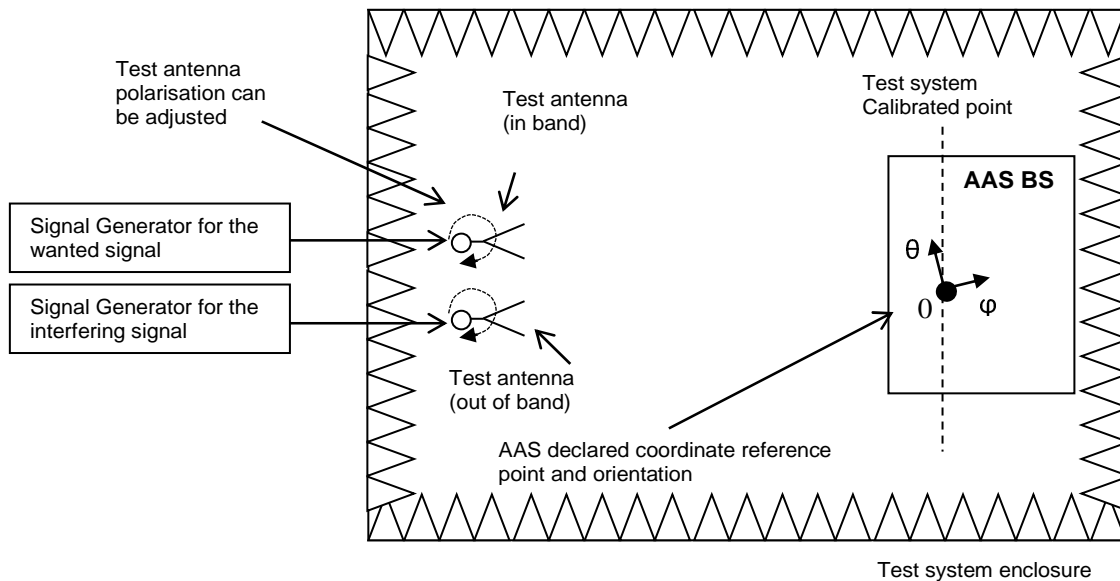 Test antenna
polarisation can
be adjusted
Test antenna
(in band)
Test system
Calibrated point
AAS BS
Signal Generator for the
wanted signal
θ
0
φ
Signal Generator for the
interfering signal
Test antenna
(out of band)
AAS declared coordinate reference
point and orientation
Test system enclosure